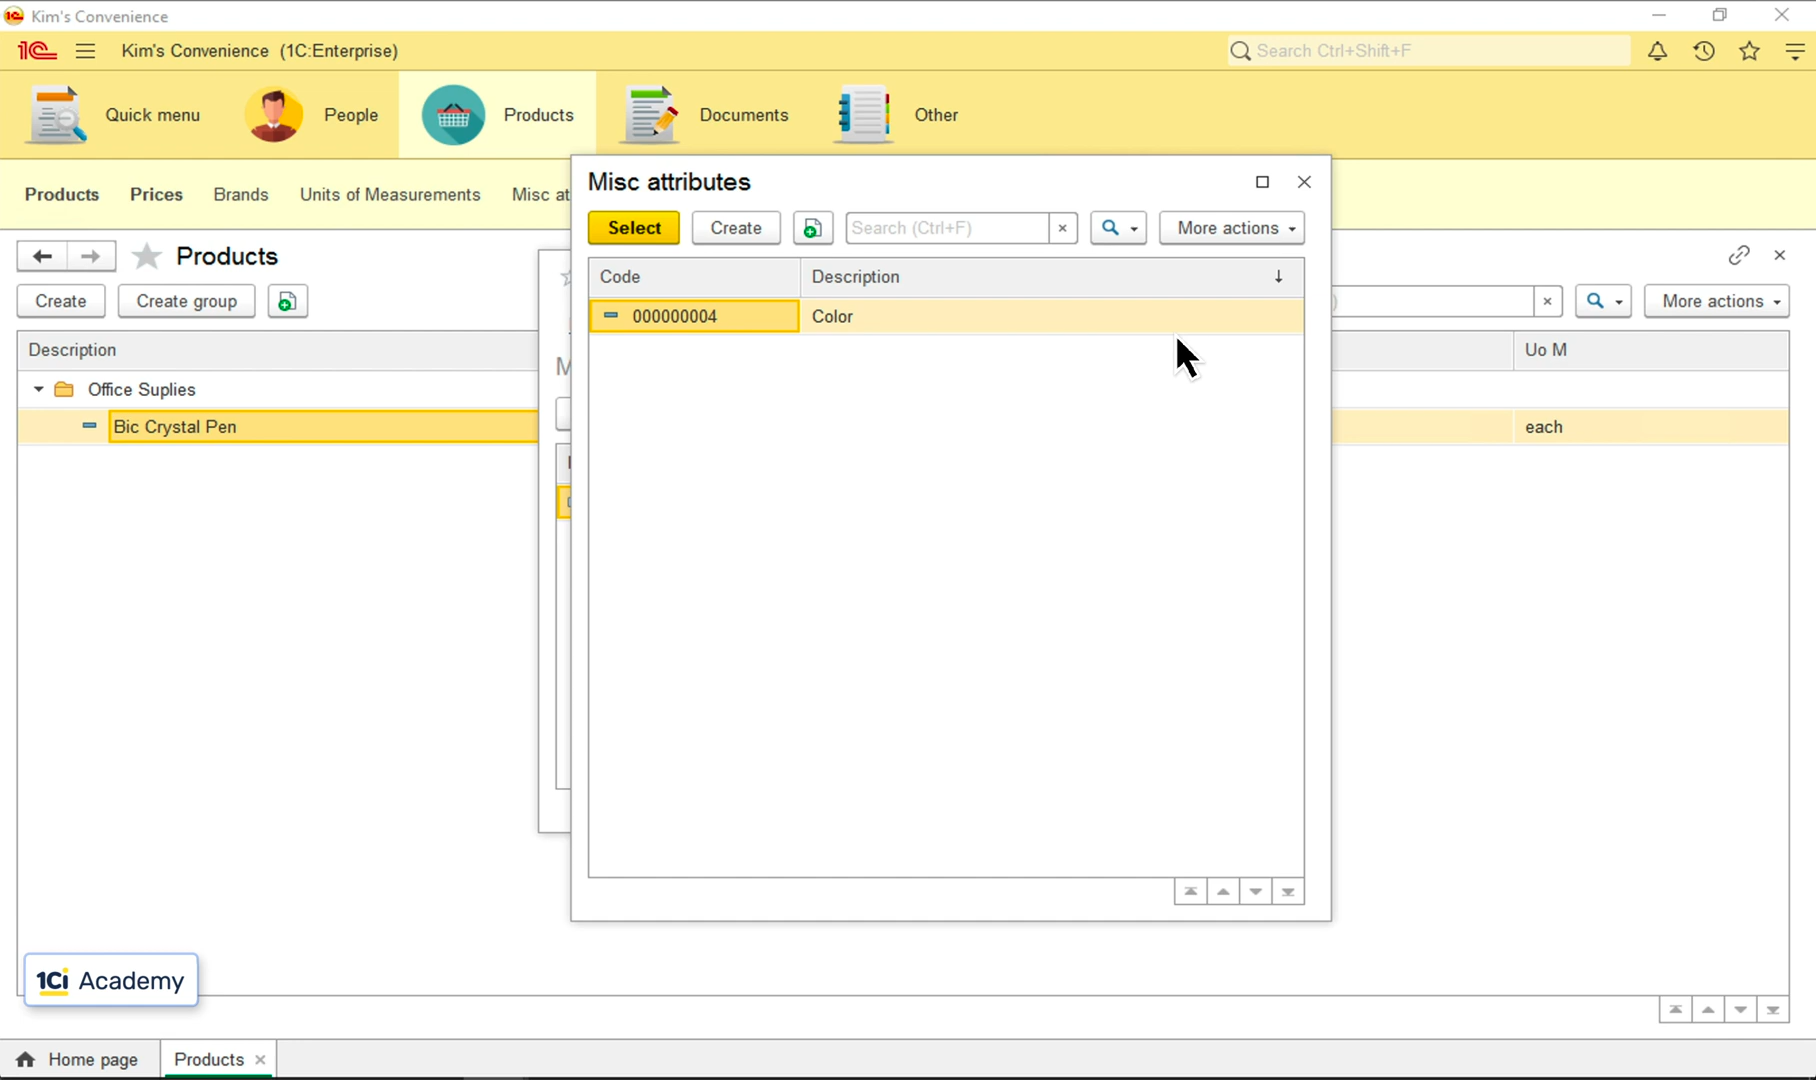 Kim's Convenience
1C Kim's Convenience (1C:Enterprise) Search Ctrl+Shift+F
Quick menu People Products Documents Other
Products Prices Brands Units of Measurements Misc at
Misc attributes
Select Create Search (Ctrl+F) × More actions
Code Description ↓
000000004 Color
Products
Create Create group ) × More actions
Description Uo M
Office Suplies
Bic Crystal Pen each
M
1Ci Academy
Home page Products ×